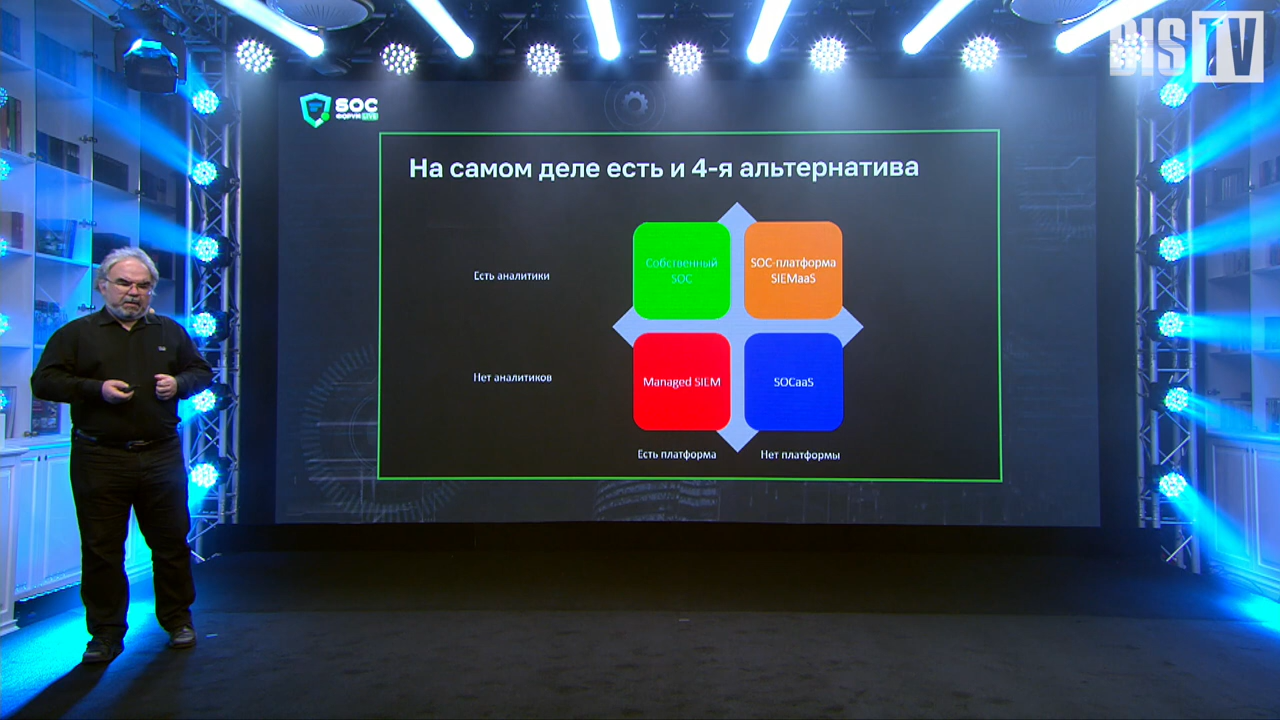 BIS TV
SOC
ФОРУМ LIVE
На самом деле есть и 4-я альтернатива
Есть аналитики
Собственный
SOC
SOC-платформа
SIEMaaS
Нет аналитиков
Managed SIEM
SOCaaS
Есть платформа
Нет платформы